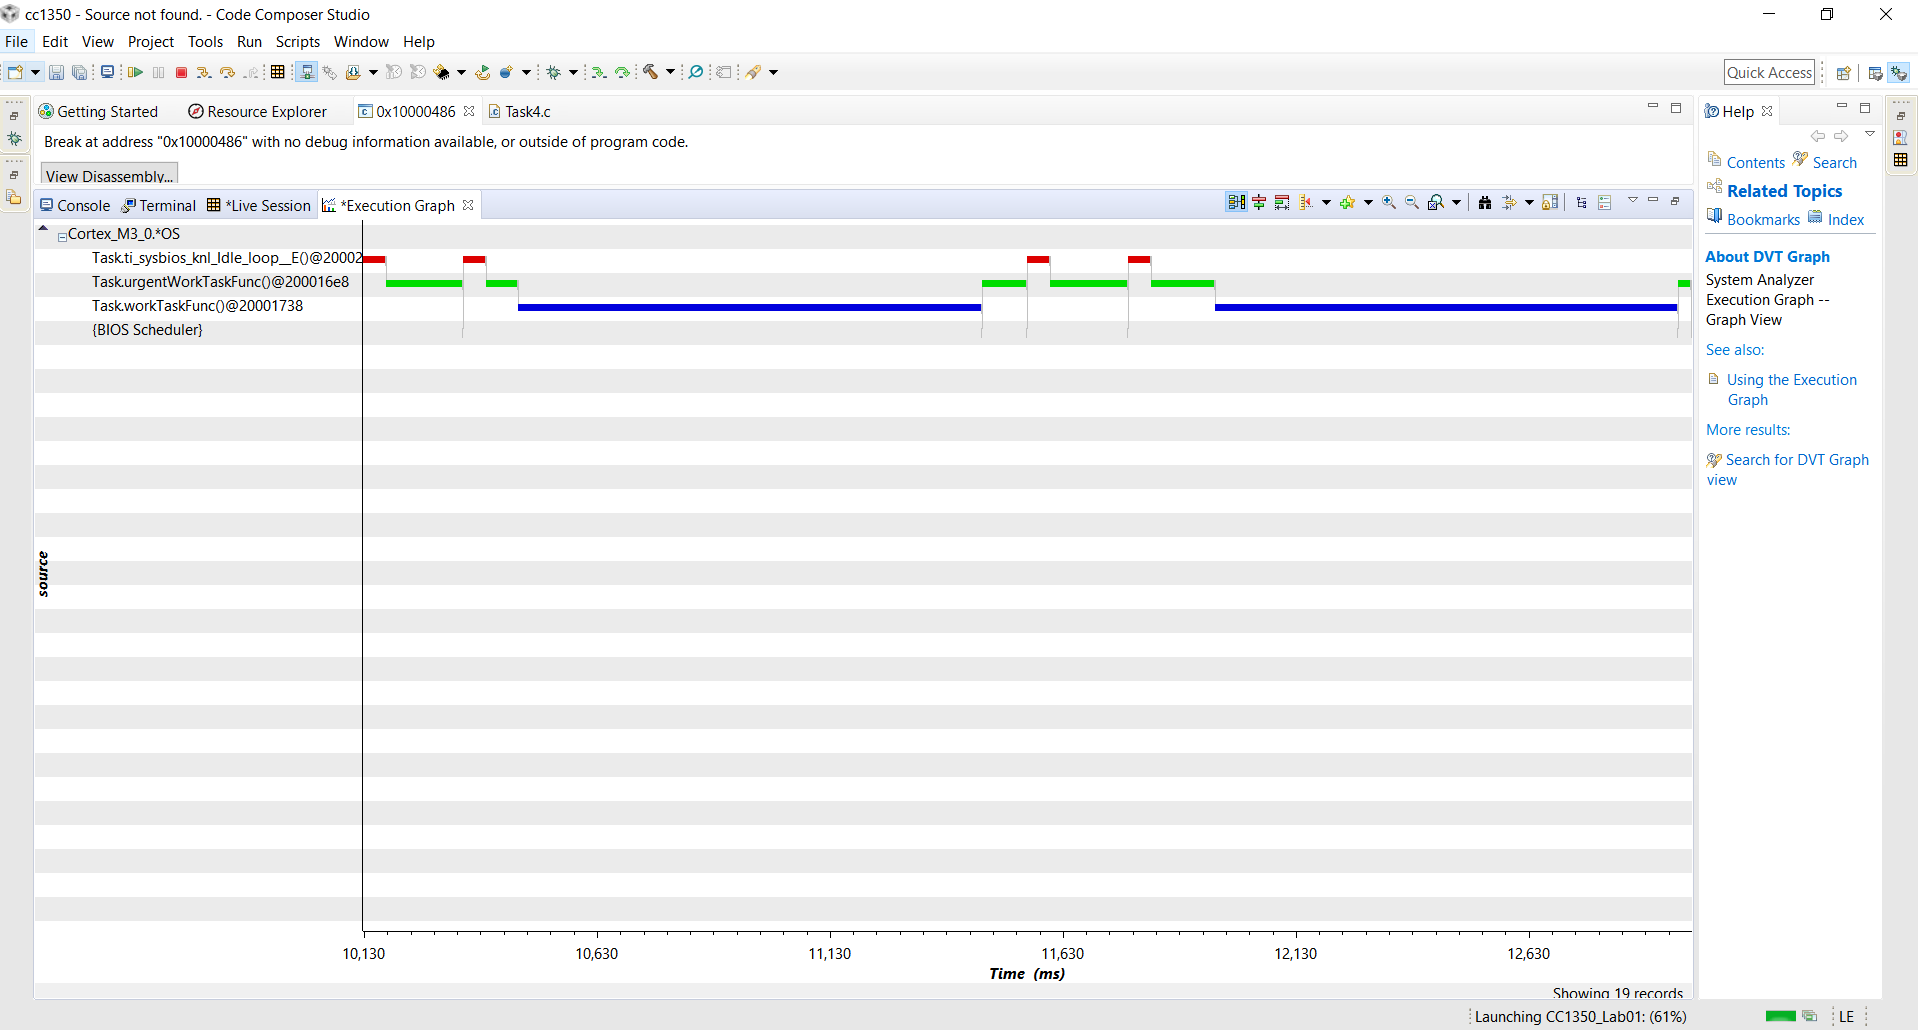 cc1350 - Source not found. - Code Composer Studio
File Edit View Project Tools Run Scripts Window Help
Quick Access
Getting Started Resource Explorer 0x10000486 Task4.c
Break at address "0x10000486" with no debug information available, or outside of program code.
View Disassembly...
Console Terminal *Live Session *Execution Graph
Cortex_M3_0.*OS
Task.ti_sysbios_knl_Idle_loop__E()@20002
Task.urgentWorkTaskFunc()@200016e8
Task.workTaskFunc()@20001738
{BIOS Scheduler}
source
10,130 10,630 11,130 11,630 12,130 12,630
Time (ms)
Showing 19 records
Help
Contents Search
Related Topics
Bookmarks Index
About DVT Graph
System Analyzer
Execution Graph --
Graph View
See also:
Using the Execution
Graph
More results:
Search for DVT Graph
view
Launching CC1350_Lab01: (61%)
LE